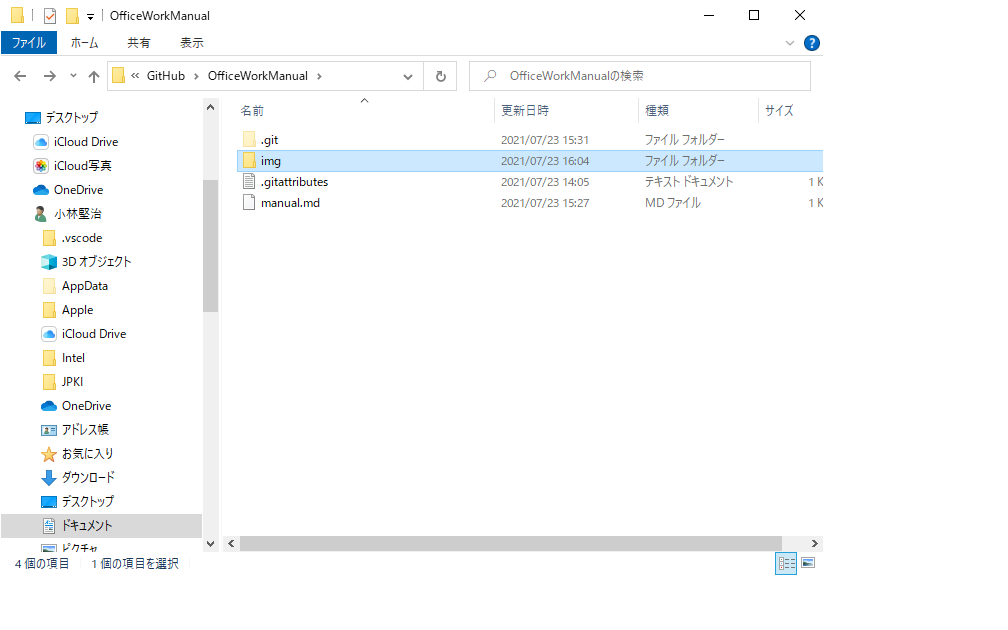 OfficeWorkManual
ファイル ホーム 共有 表示
« GitHub › OfficeWorkManual ›
OfficeWorkManualの検索
デスクトップ
iCloud Drive
iCloud写真
OneDrive
小林堅治
.vscode
3D オブジェクト
AppData
Apple
iCloud Drive
Intel
JPKI
OneDrive
アドレス帳
お気に入り
ダウンロード
デスクトップ
ドキュメント
ピクチャ
名前 更新日時 種類 サイズ
.git 2021/07/23 15:31 ファイル フォルダー
img 2021/07/23 16:04 ファイル フォルダー
.gitattributes 2021/07/23 14:05 テキスト ドキュメント 1 K
manual.md 2021/07/23 15:27 MD ファイル 1 K
4 個の項目 1 個の項目を選択